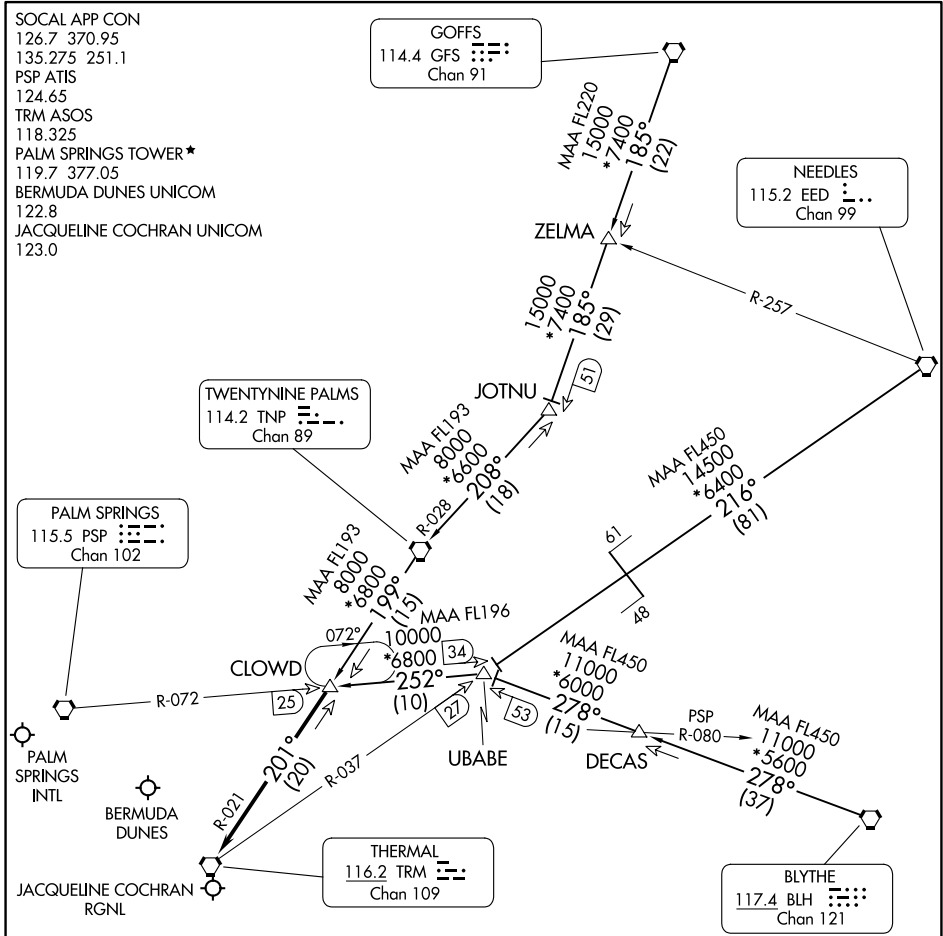 SOCAL APP CON
126.7 370.95
135.275 251.1
PSP ATIS
124.65
TRM ASOS
118.325
PALM SPRINGS TOWER★
119.7 377.05
BERMUDA DUNES UNICOM
122.8
JACQUELINE COCHRAN UNICOM
123.0
GOFFS
114.4 GFS
Chan 91
MAA FL220
15000
*7400
185°
(22)
NEEDLES
115.2 EED
Chan 99
ZELMA
R-257
15000
*7400
185°
(29)
51
JOTNU
TWENTYNINE PALMS
114.2 TNP
Chan 89
MAA FL193
8000
*6600
208°
(18)
R-028
MAA FL450
14500
*6400
216°
(81)
61
48
PALM SPRINGS
115.5 PSP
Chan 102
MAA FL193
8000
*6800
199°
(15)
MAA FL196
10000
*6800
252°
(10)
34
072°
CLOWD
R-072
25
27
53
MAA FL450
11000
*6000
278°
(15)
UBABE
DECAS
PSP
R-080
MAA FL450
11000
*5600
278°
(37)
201°
(20)
R-021
R-037
PALM
SPRINGS
INTL
BERMUDA
DUNES
JACQUELINE COCHRAN
RGNL
THERMAL
116.2 TRM
Chan 109
BLYTHE
117.4 BLH
Chan 121